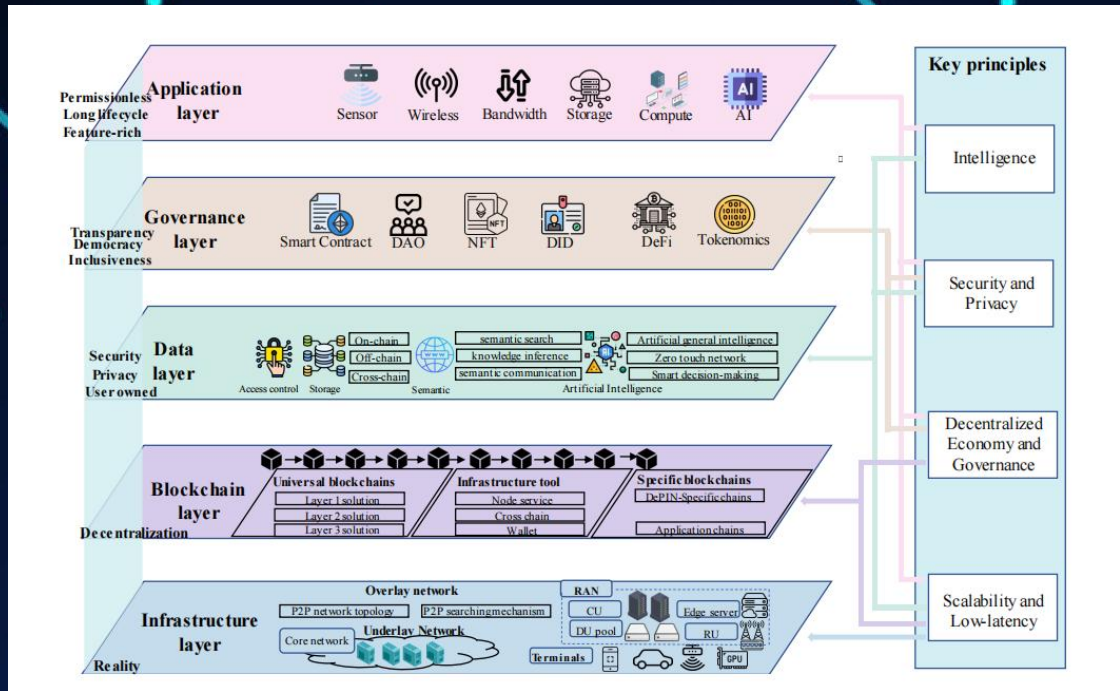 Key principles
Application
layer
Permissionless
Long lifecycle
Feature-rich
Sensor
Wireless
Bandwidth
Storage
Compute
AI
AI
Intelligence
Governance
layer
Transparency
Democracy
Inclusiveness
Smart Contract
DAO
NFT
NFT
DID
DeFi
Tokenomics
Security and
Privacy
Data
layer
Security
Privacy
User owned
Access control
Storage
On-chain
Off-chain
Cross-chain
www
Semantic
semantic search
knowledge inference
semantic communication
Artificial general intelligence
Zero touch network
Smart decision-making
Artificial Intelligence
Decentralized
Economy and
Governance
Blockchain
layer
Decentralization
Universal blockchains
Layer 1 solution
Layer 2 solution
Layer 3 solution
Infrastructure tool
Node service
Cross chain
Wallet
Specific blockchains
DePIN-Specific chains
Application chains
Scalability and
Low-latency
Infrastructure
layer
Reality
Overlay network
P2P network topology
P2P searching mechanism
Underlay Network
Core network
RAN
CU
DU pool
Edge server
RU
Terminals
GPU